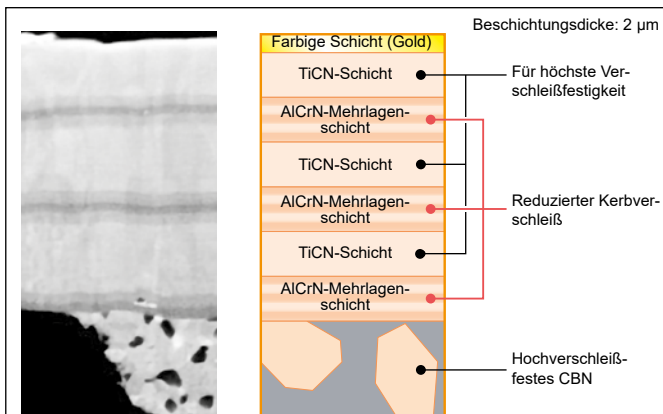 Beschichtungsdicke: 2 µm
Farbige Schicht (Gold)
TiCN-Schicht
Für höchste Ver-
schleißfestigkeit
AlCrN-Mehrlagen-
schicht
TiCN-Schicht
AlCrN-Mehrlagen-
schicht
Reduzierter Kerbver-
schleiß
TiCN-Schicht
AlCrN-Mehrlagen-
schicht
Hochverschleiß-
festes CBN